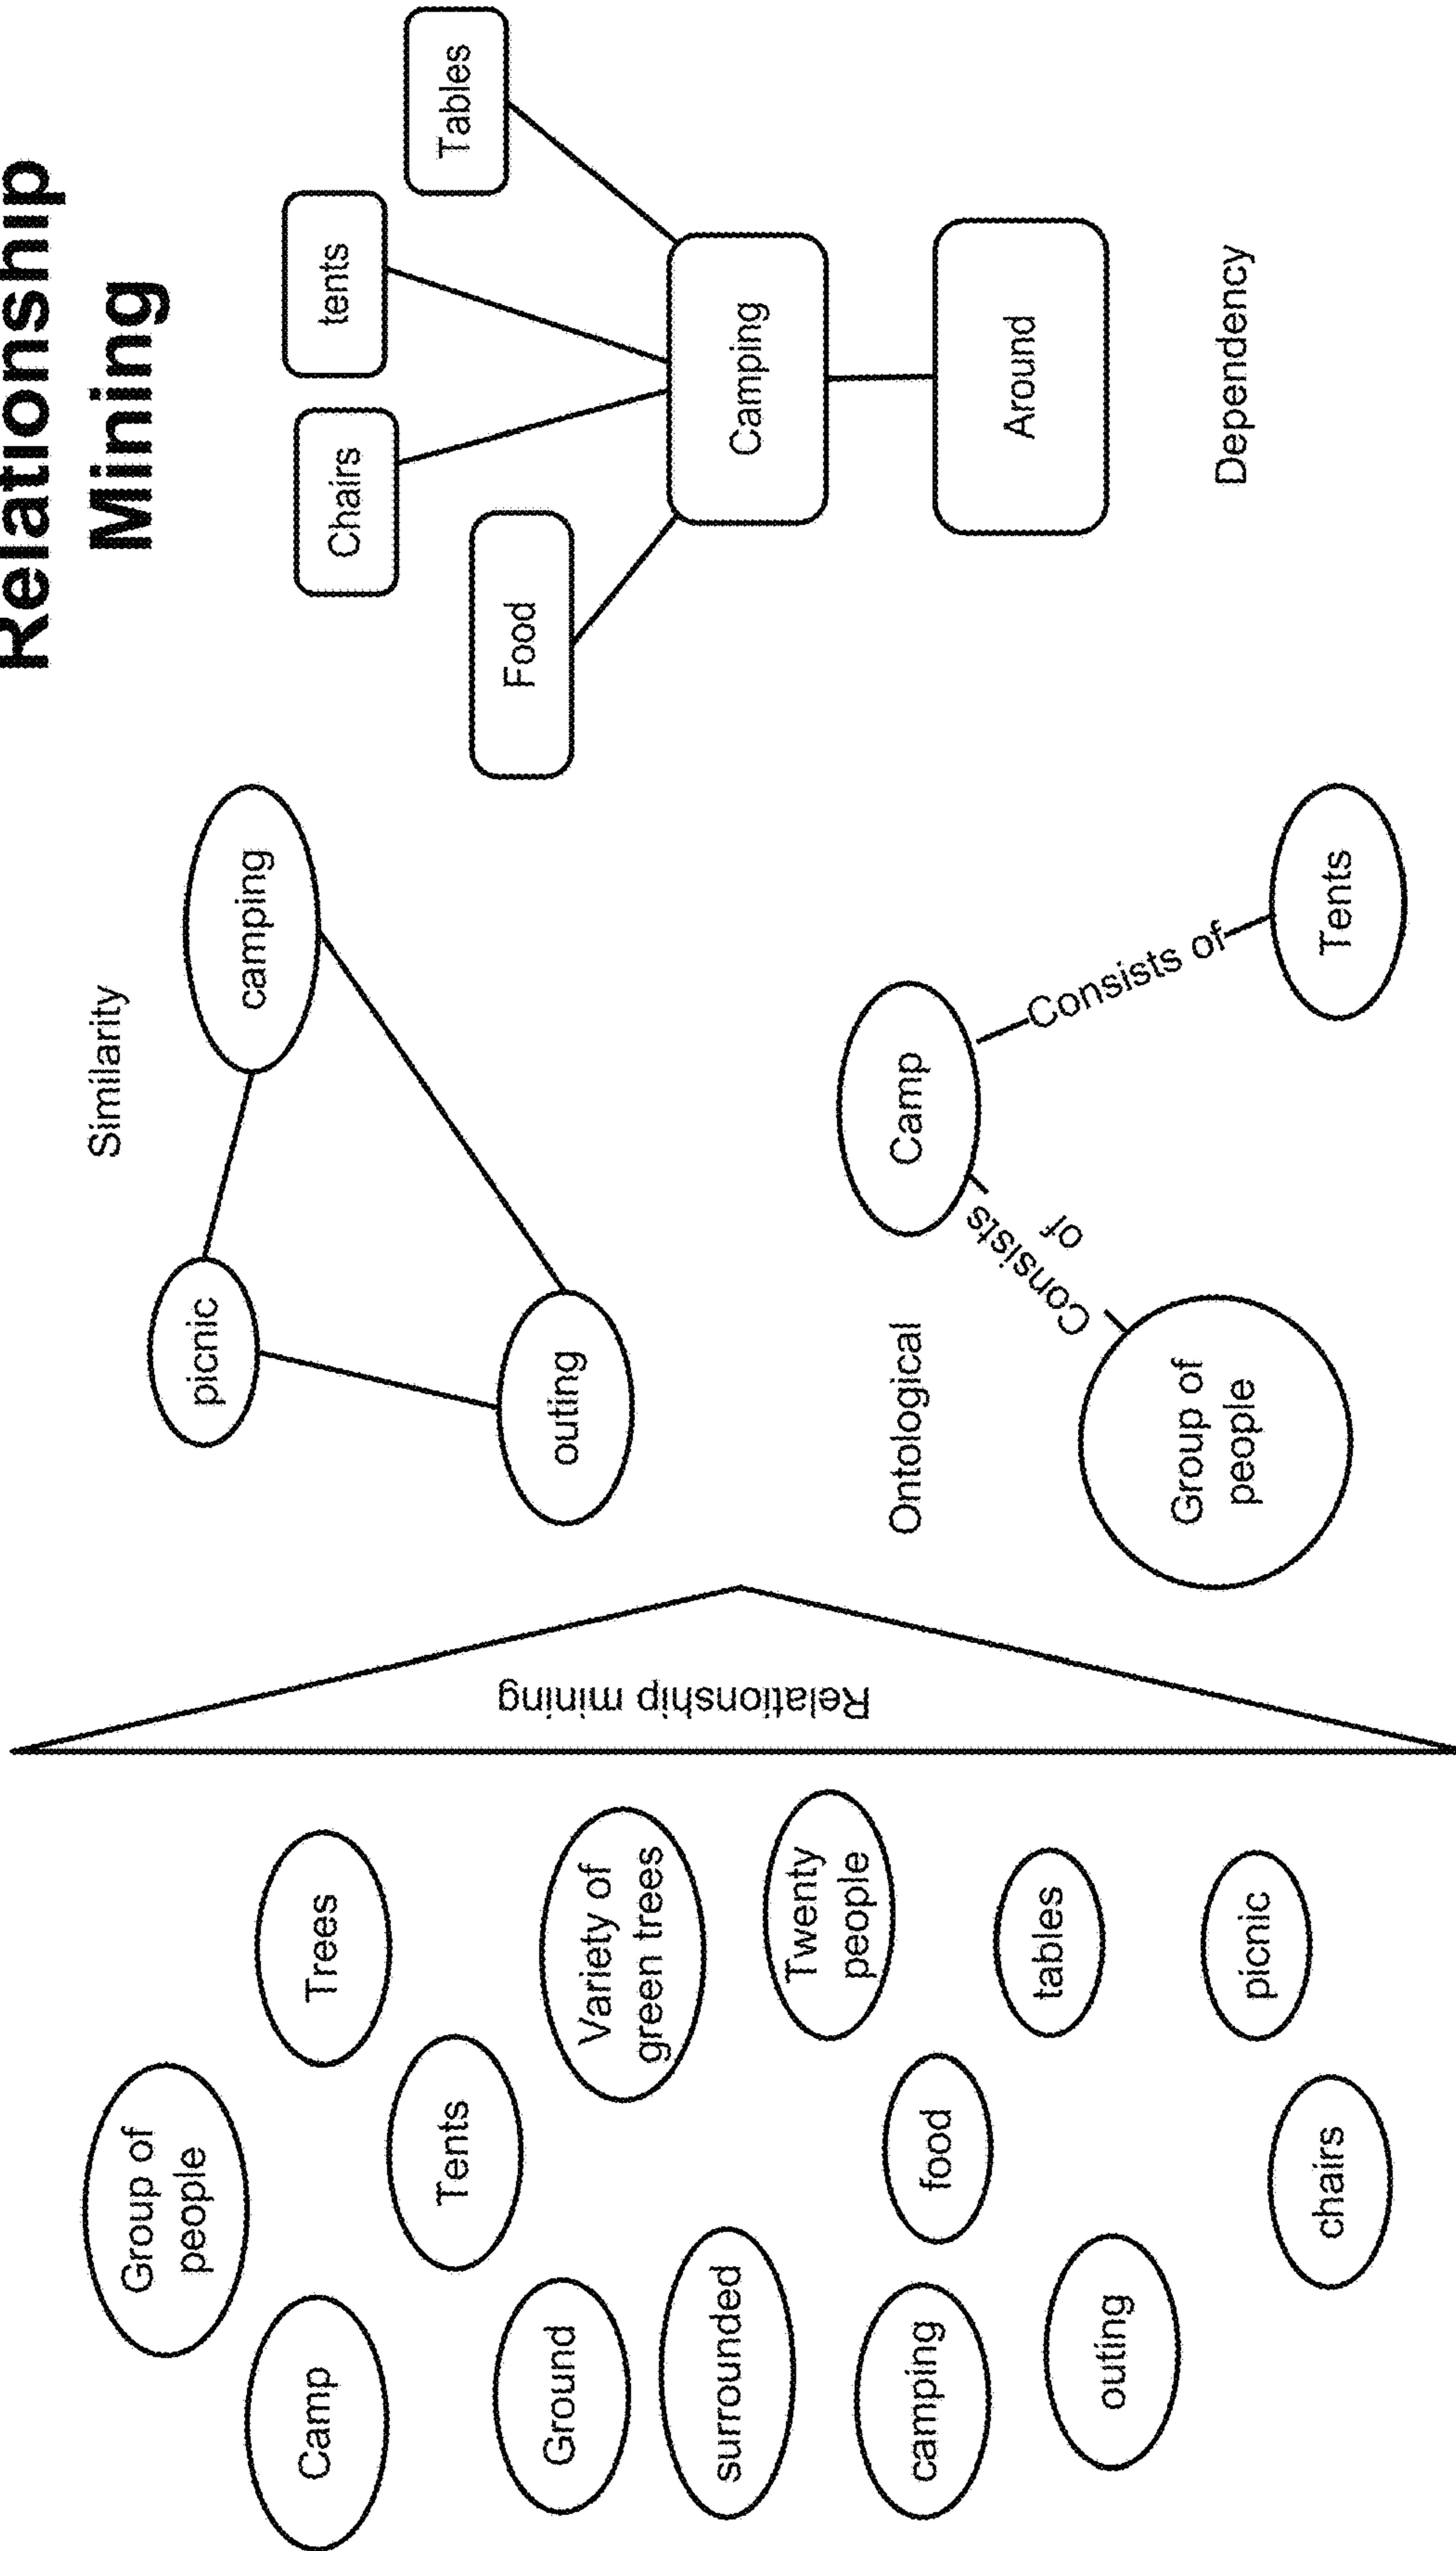 Relationship
Mining
Group of
people
Camp
Trees
Tents
Ground
Variety of
green trees
surrounded
Twenty
people
food
camping
tables
outing
picnic
chairs
Relationship mining
Similarity
picnic
camping
outing
Ontological
Camp
Consists
of
Consists of
Group of
people
Tents
tents
Chairs
Tables
Food
Camping
Around
Dependency